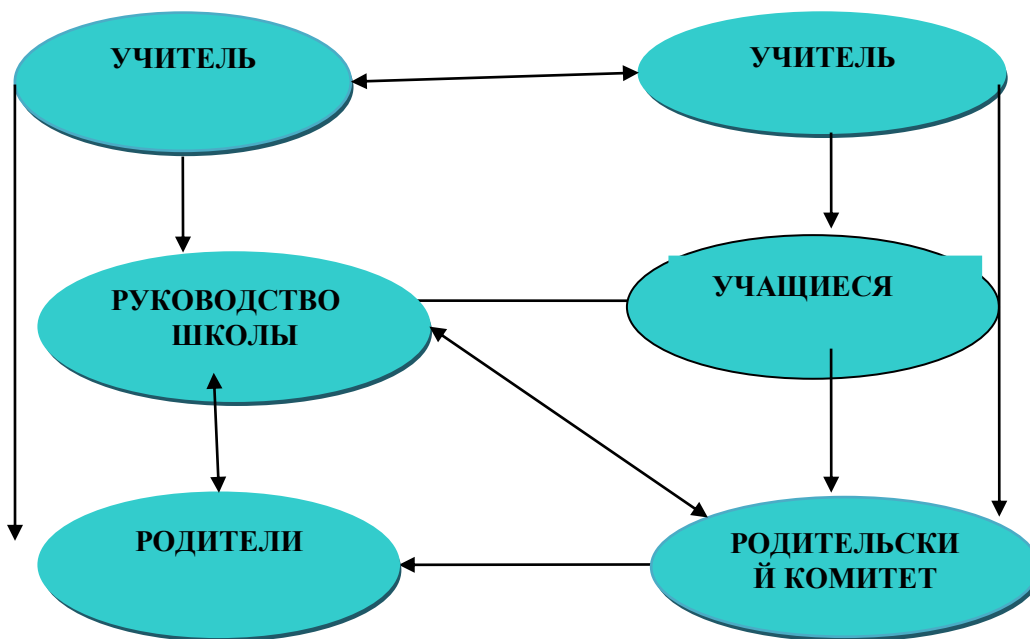 УЧИТЕЛЬ
УЧИТЕЛЬ
РУКОВОДСТВО
ШКОЛЫ
УЧАЩИЕСЯ
РОДИТЕЛИ
РОДИТЕЛЬСКИ
Й КОМИТЕТ